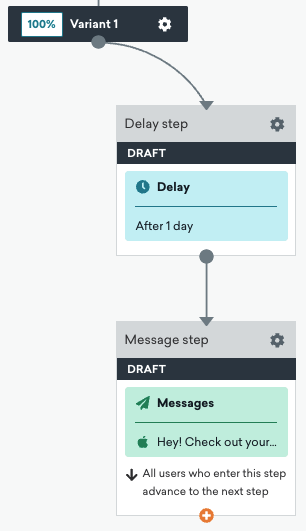 100% Variant 1
Delay step
DRAFT
Delay
After 1 day
Message step
DRAFT
Messages
Hey! Check out your...
All users who enter this step
advance to the next step